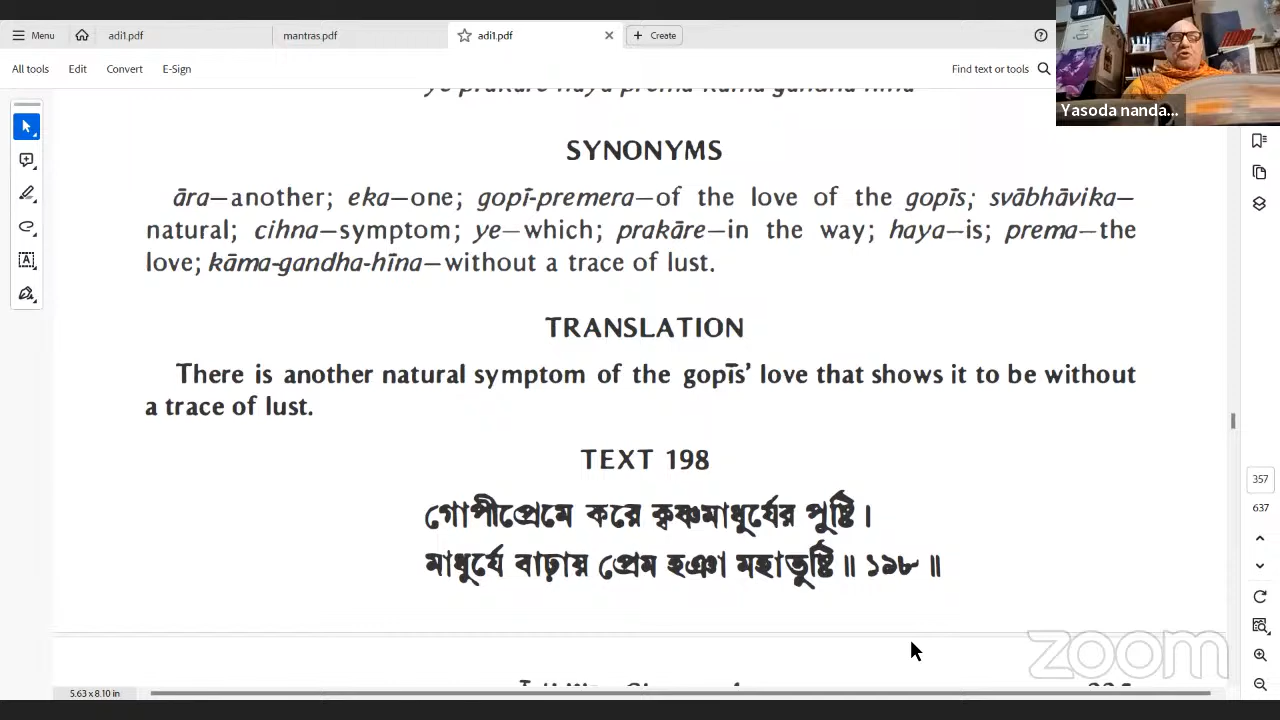 Menu
adi1.pdf
mantras.pdf
adi1.pdf
Create
All tools
Edit
Convert
E-Sign
Find text or tools
Yasoda nanda...
SYNONYMS
āra—another; eka—one; gopī-premera—of the love of the gopīs; svābhāvika—
natural; cihna—symptom; ye—which; prakāre—in the way; haya—is; prema—the
love; kāma-gandha-hīna—without a trace of lust.
TRANSLATION
There is another natural symptom of the gopīs’ love that shows it to be without
a trace of lust.
TEXT 198
গোপীপ্রেমে করে কৃষ্ণমাধুর্যের পুষ্টি ।
মাধুর্যে বাঢ়ায় প্রেম হঞা মহাতুষ্টি ॥ ১৯৮ ॥
357
637
zoom
5.63 x 8.10 in